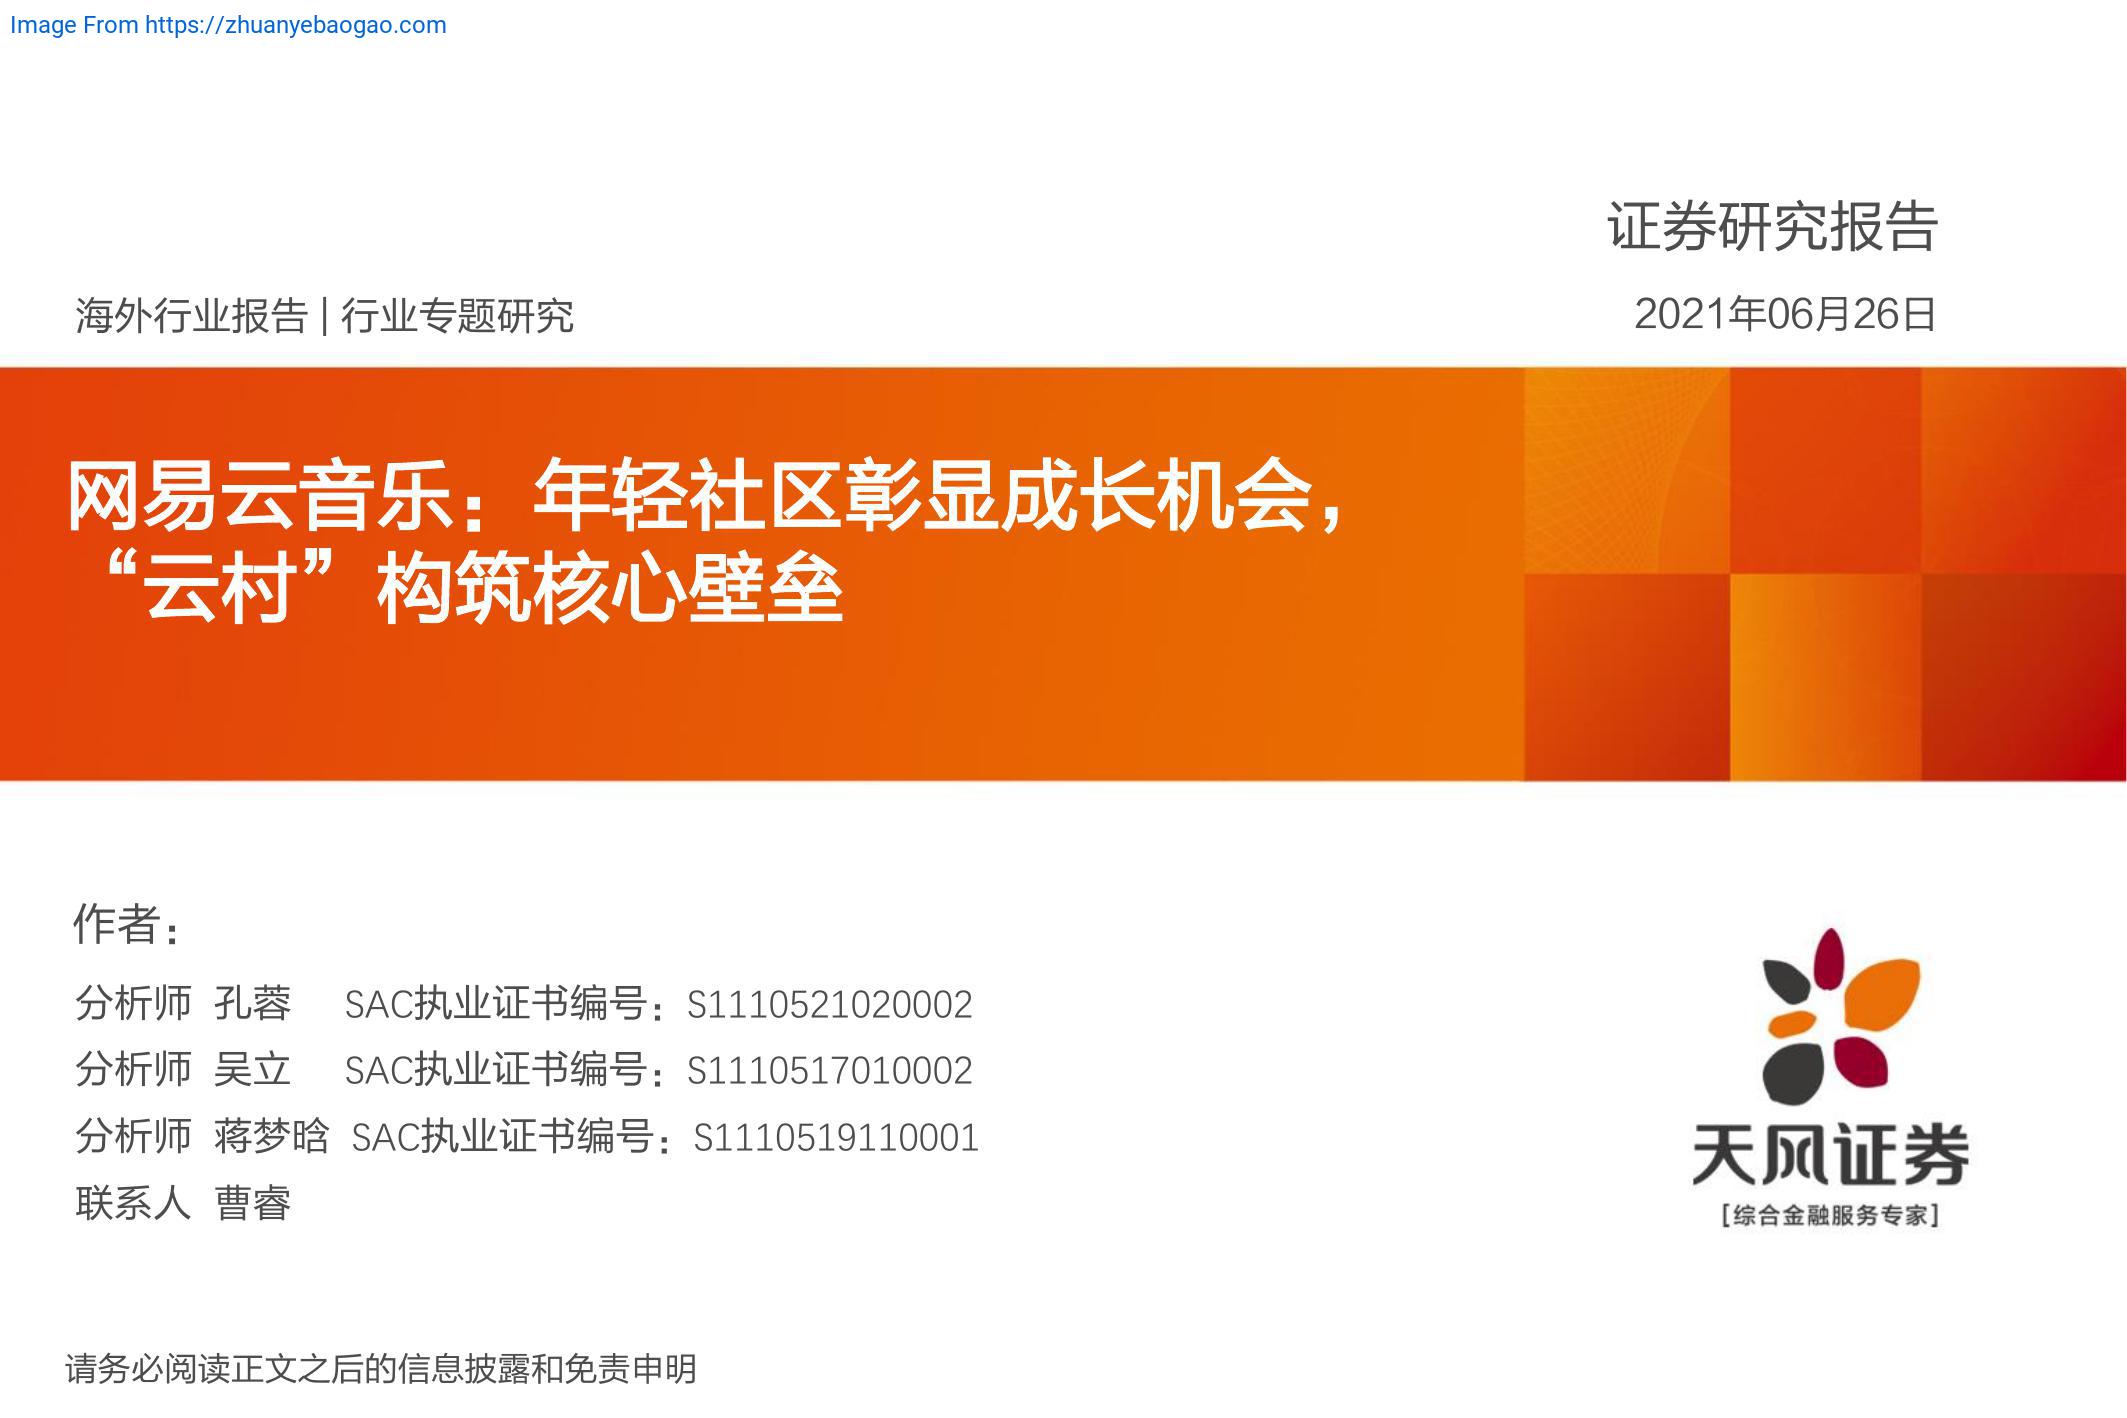 Image From https://zhuanyebaogao.com
证券研究报告
海外行业报告 | 行业专题研究
2021年06月26日
网易云音乐：年轻社区彰显成长机会，
“云村”构筑核心壁垒
作者：
分析师 孔蓉 SAC执业证书编号：S1110521020002
分析师 吴立 SAC执业证书编号：S1110517010002
分析师 蒋梦晗 SAC执业证书编号：S1110519110001
联系人 曹睿
天风证券
[综合金融服务专家]
请务必阅读正文之后的信息披露和免责申明